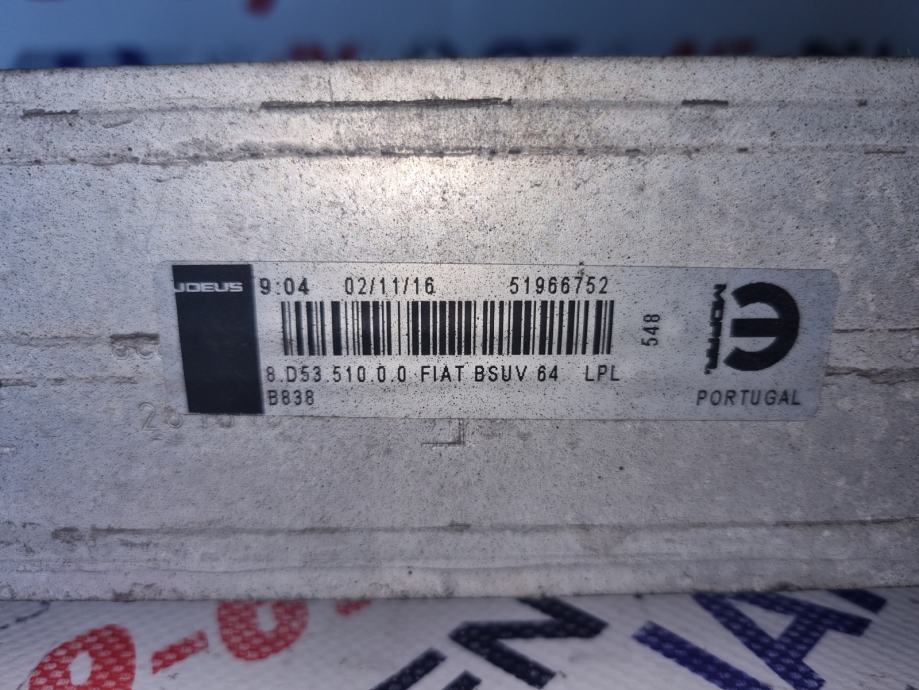 JDEUS
9:04 02/11/16 51966752
548
MOPAR
8.D53.510.0.0 FIAT BSUV 64 LPL
B838
PORTUGAL